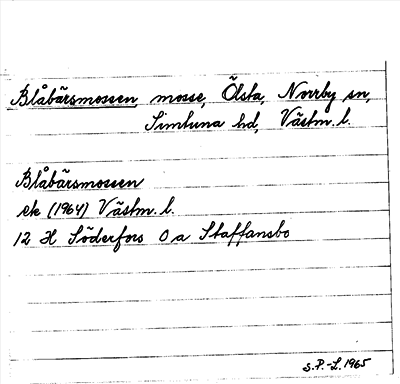 Blåbärsmossen, mosse, Ölsta, Norrby sn,
Simtuna hd, Västm. l.
Blåbärsmossen
ek (1964) Västm. l.
12 H Söderfors 0 a Staffansbo
S.P.-L. 1965